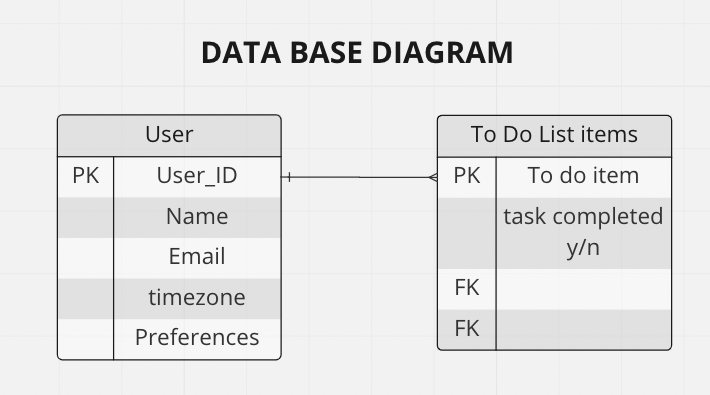 DATA BASE DIAGRAM
User
PK User_ID
Name
Email
timezone
Preferences
To Do List items
PK To do item
task completed
y/n
FK
FK